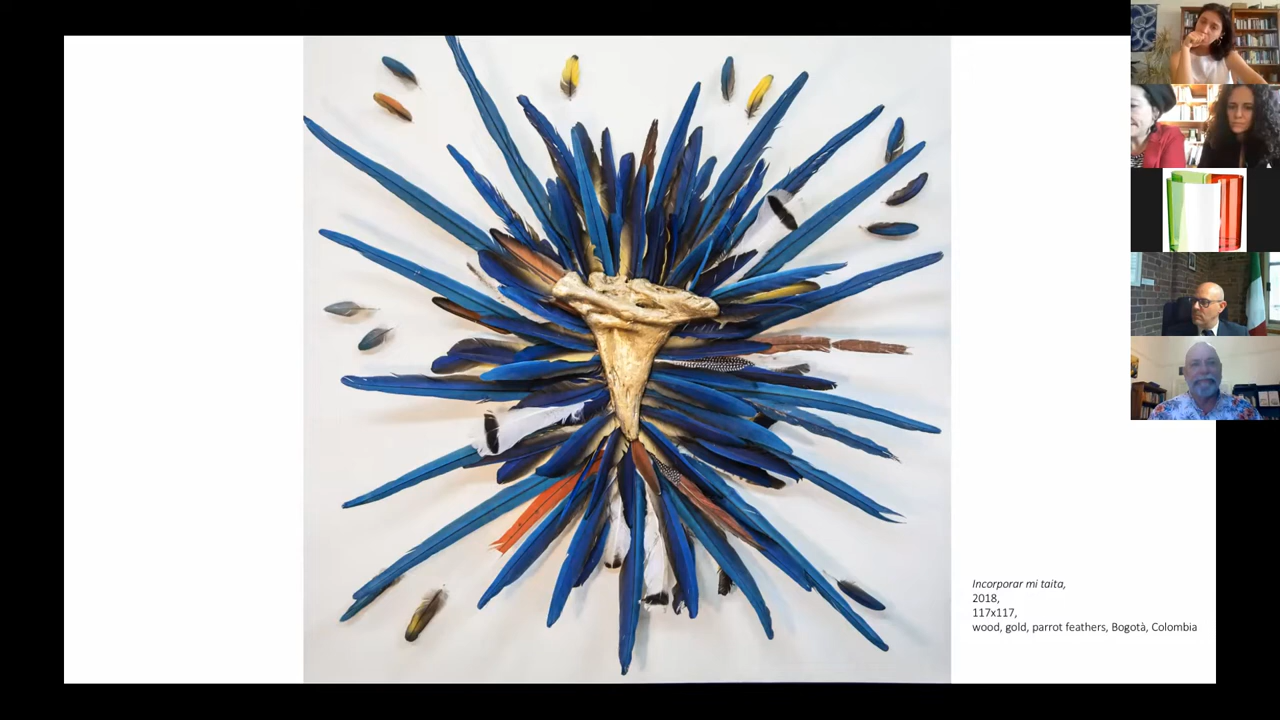 Incorporar mi taita,
2018,
117x117,
wood, gold, parrot feathers, Bogotà, Colombia